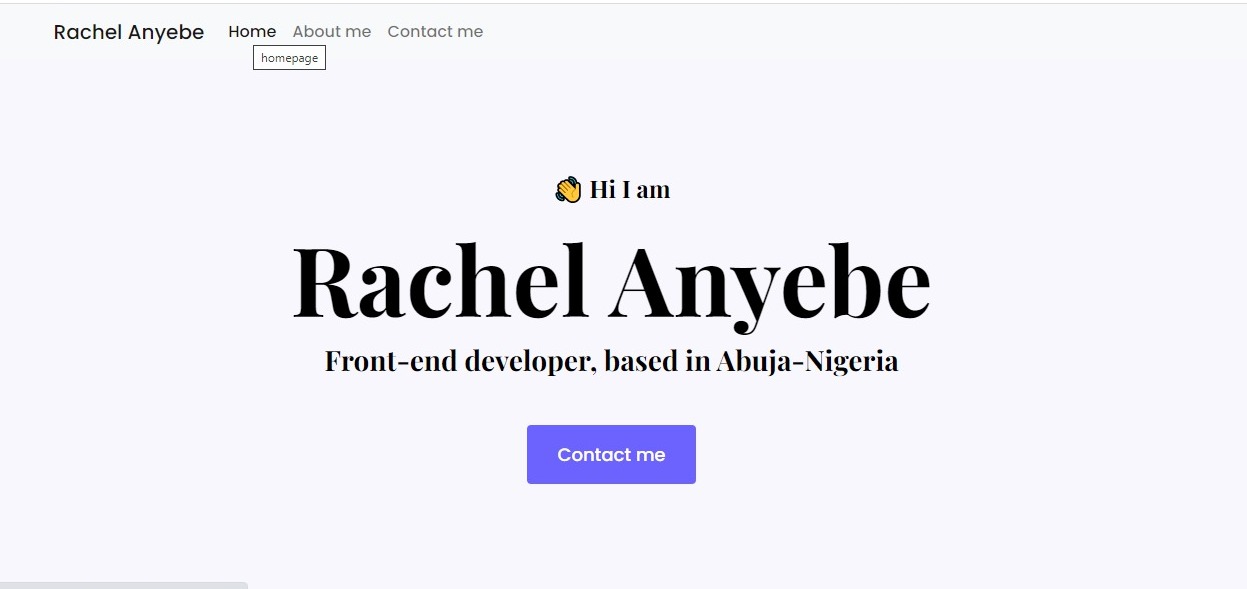 Rachel Anyebe Home About me Contact me
homepage
👋 Hi I am
Rachel Anyebe
Front-end developer, based in Abuja-Nigeria
Contact me